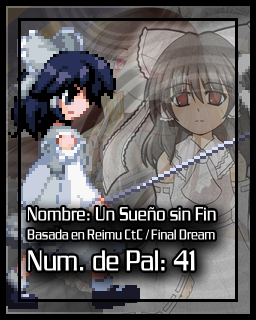 Nombre: Un Sueño sin Fin
Basada en Reimu CtC / Final Dream
Num. de Pal: 41